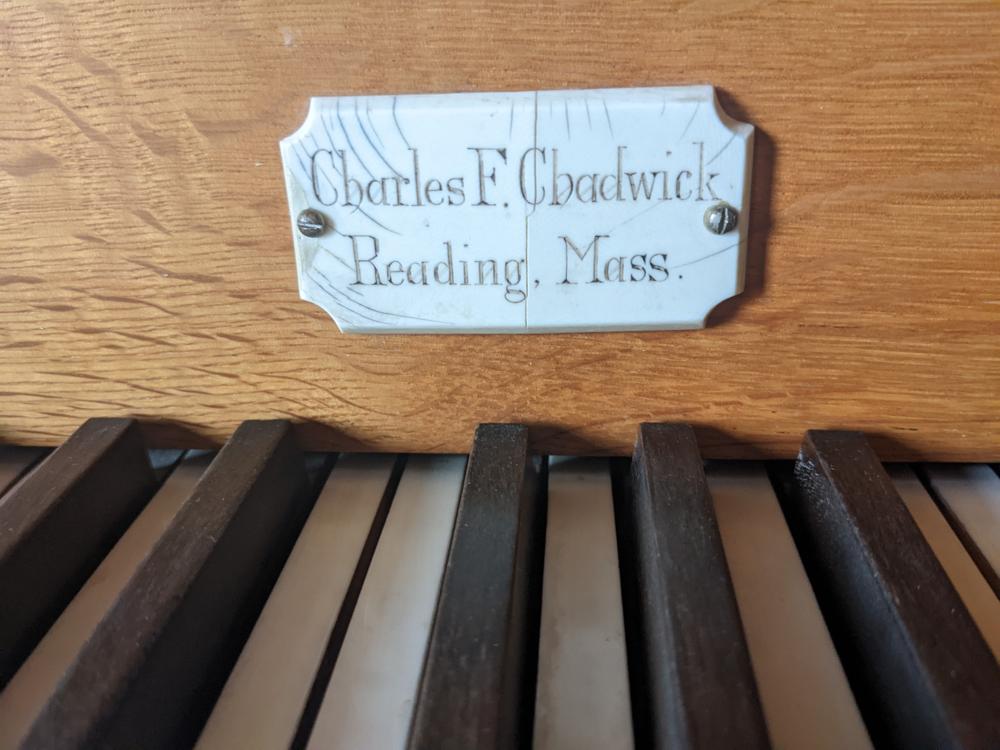 Charles F. Chadwick
Reading, Mass.